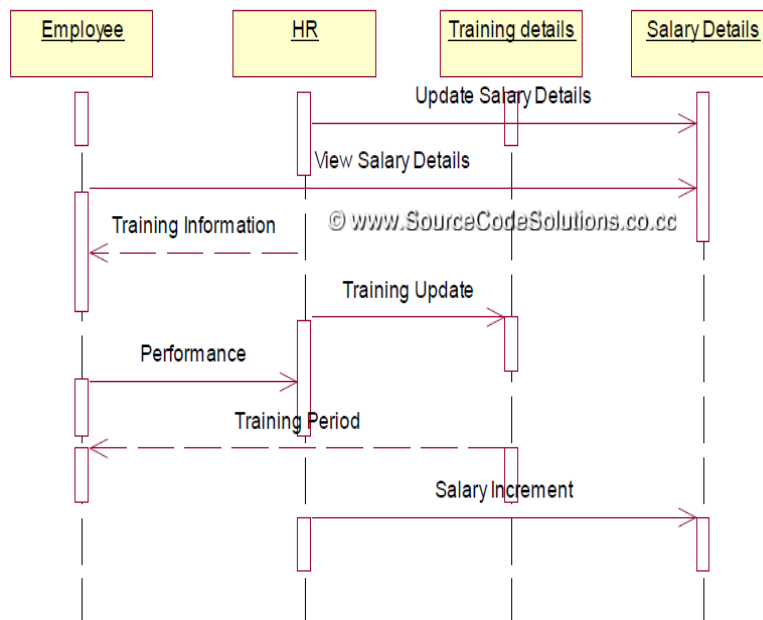 Employee
HR
Training details
Salary Details
Update Salary Details
View Salary Details
© www.SourceCodeSolutions.co.cc
Training Information
Training Update
Performance
Training Period
Salary Increment